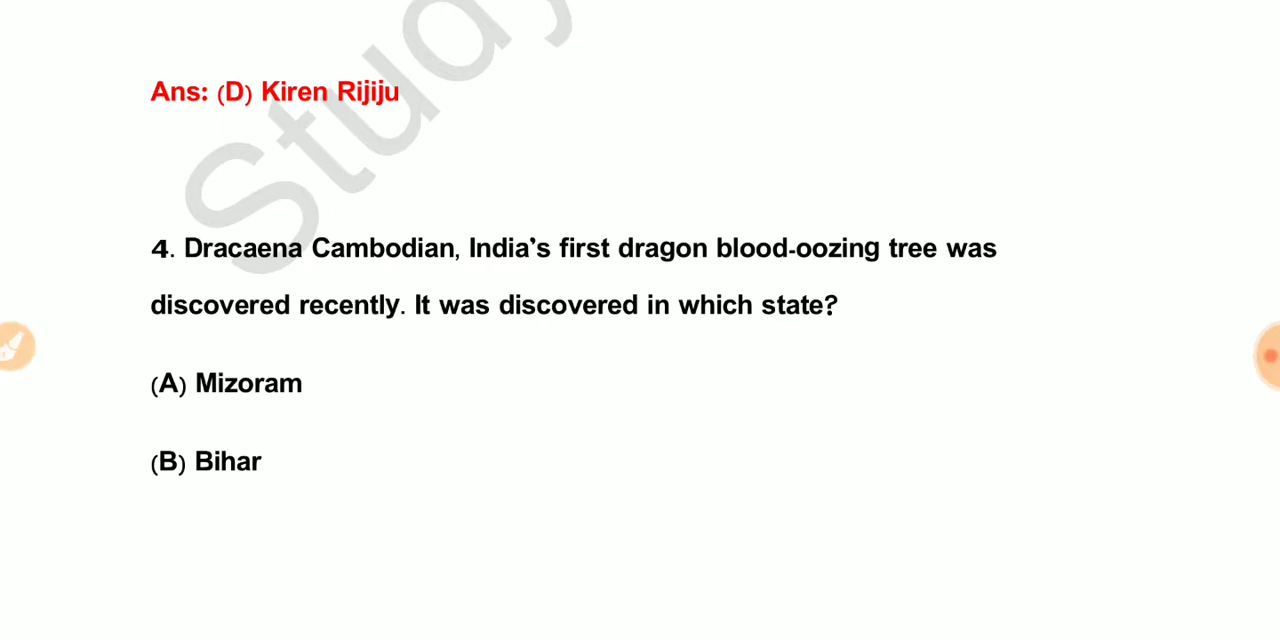 Study
Ans: (D) Kiren Rijiju
4. Dracaena Cambodian, India's first dragon blood-oozing tree was
discovered recently. It was discovered in which state?
(A) Mizoram
(B) Bihar